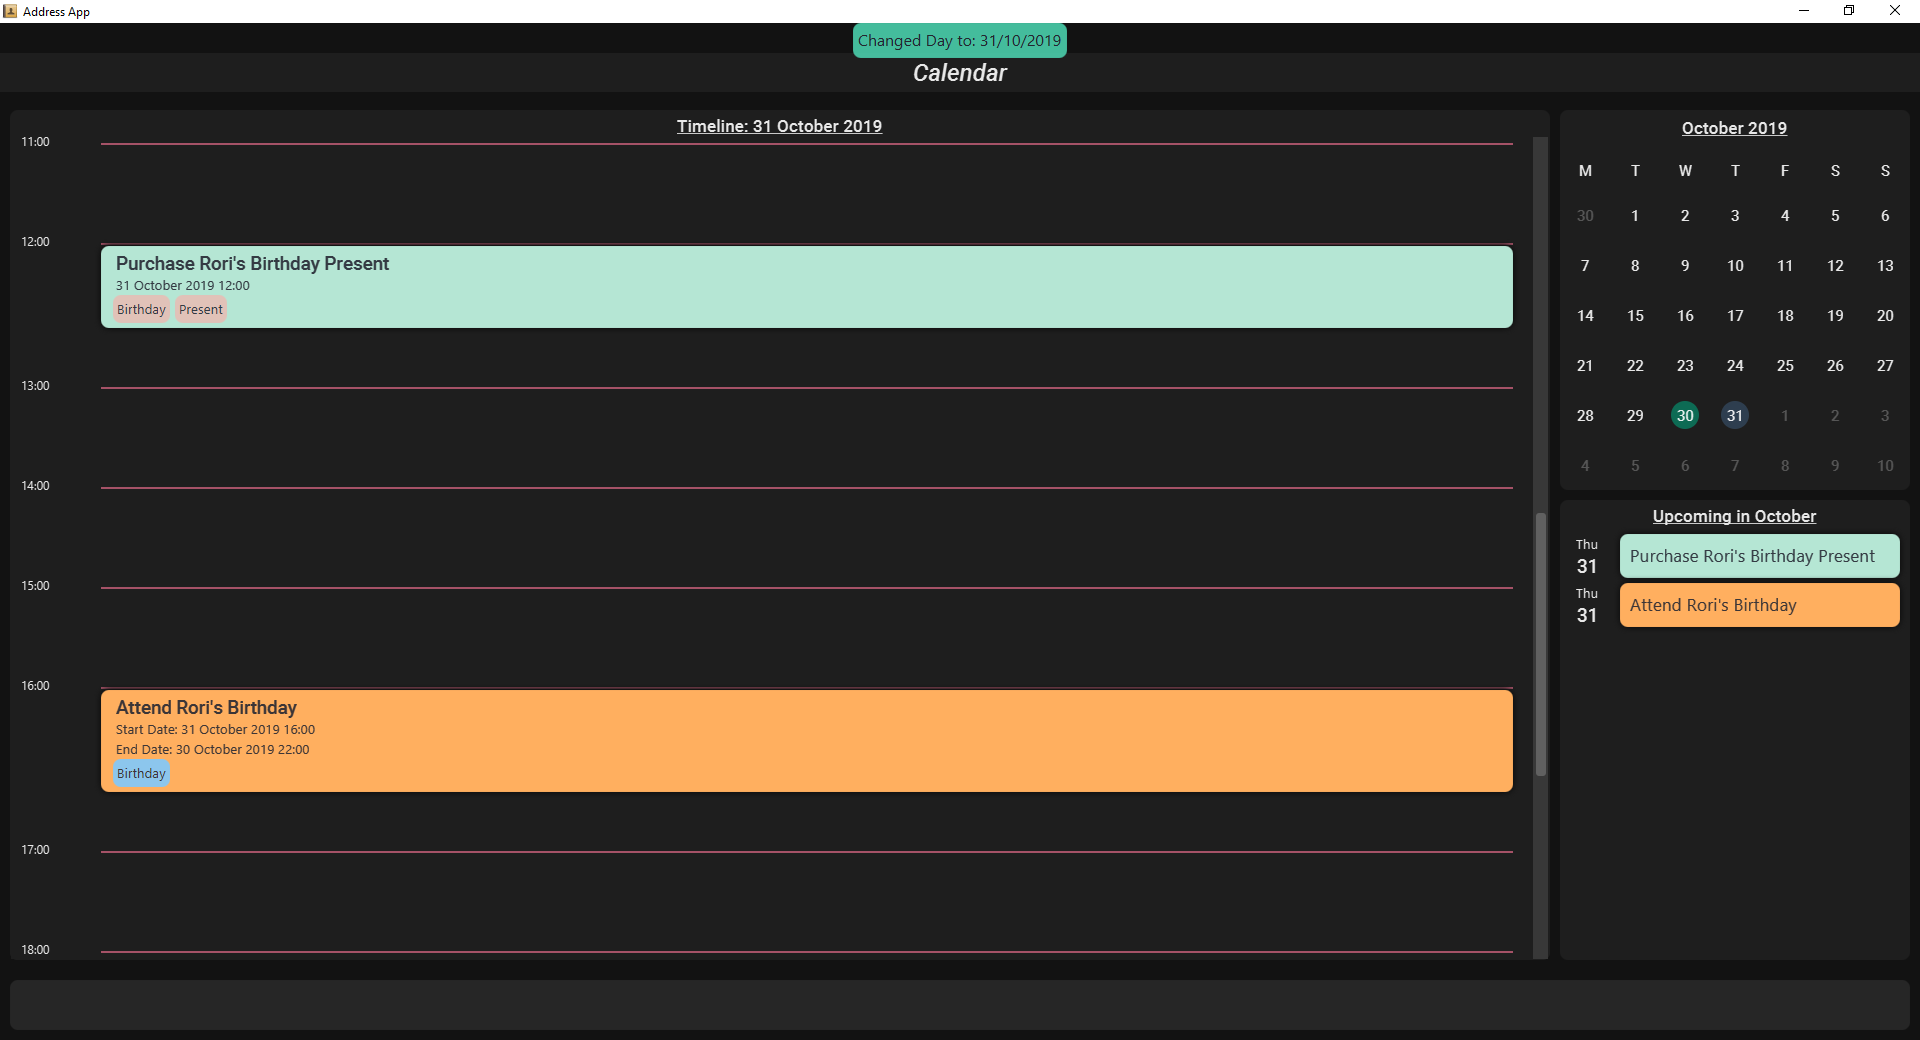 Address App
Changed Day to: 31/10/2019
Calendar
Timeline: 31 October 2019
11:00
12:00
Purchase Rori's Birthday Present
31 October 2019 12:00
Birthday Present
13:00
14:00
15:00
16:00
Attend Rori's Birthday
Start Date: 31 October 2019 16:00
End Date: 30 October 2019 22:00
Birthday
17:00
18:00
October 2019
M T W T F S S
30 1 2 3 4 5 6
7 8 9 10 11 12 13
14 15 16 17 18 19 20
21 22 23 24 25 26 27
28 29 30 31 1 2 3
4 5 6 7 8 9 10
Upcoming in October
Thu
31
Purchase Rori's Birthday Present
Thu
31
Attend Rori's Birthday